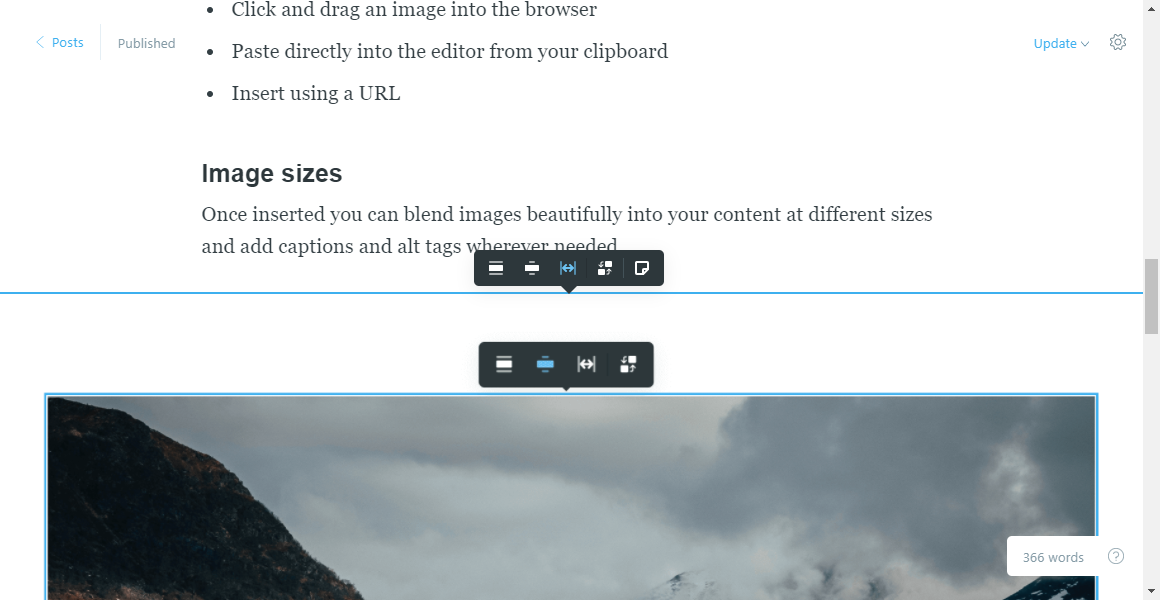 Click and drag an image into the browser
Posts
Published
Update
Paste directly into the editor from your clipboard
Insert using a URL
Image sizes
Once inserted you can blend images beautifully into your content at different sizes
and add captions and alt tags wherever needed
366 words
?